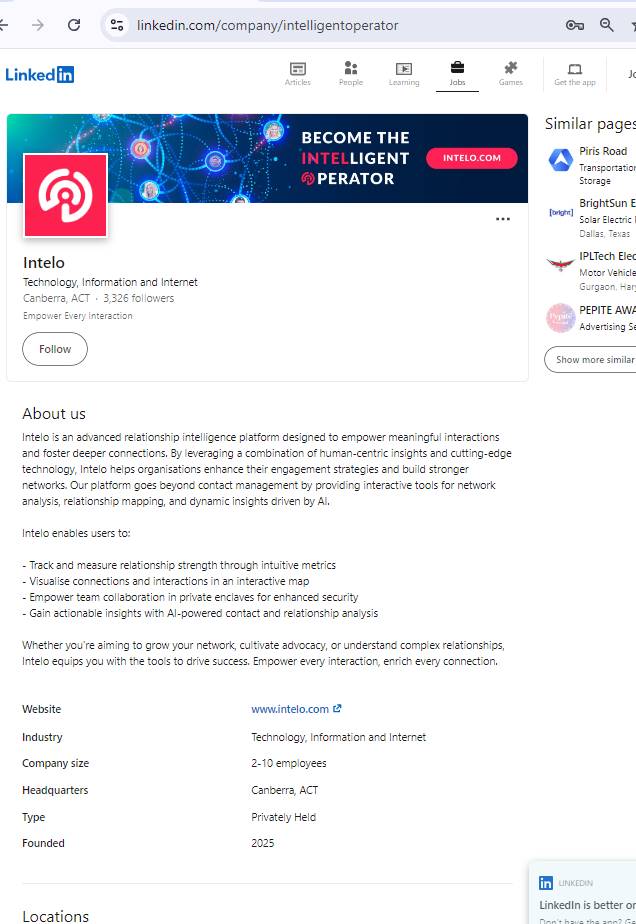 linkedin.com/company/intelligentoperator
Linked in
Articles
People
Learning
Jobs
Games
Get the app
BECOME THE
INTELLIGENT
OPERATOR
INTELO.COM
Intelo
Technology, Information and Internet
Canberra, ACT · 3,326 followers
Empower Every Interaction
Follow
About us
Intelo is an advanced relationship intelligence platform designed to empower meaningful interactions
and foster deeper connections. By leveraging a combination of human-centric insights and cutting-edge
technology, Intelo helps organisations enhance their engagement strategies and build stronger
networks. Our platform goes beyond contact management by providing interactive tools for network
analysis, relationship mapping, and dynamic insights driven by AI.
Intelo enables users to:
- Track and measure relationship strength through intuitive metrics
- Visualise connections and interactions in an interactive map
- Empower team collaboration in private enclaves for enhanced security
- Gain actionable insights with AI-powered contact and relationship analysis
Whether you're aiming to grow your network, cultivate advocacy, or understand complex relationships,
Intelo equips you with the tools to drive success. Empower every interaction, enrich every connection.
Website www.intelo.com
Industry Technology, Information and Internet
Company size 2-10 employees
Headquarters Canberra, ACT
Type Privately Held
Founded 2025
Locations
Similar pages
Piris Road
Transportation
Storage
[bright]
BrightSun E
Solar Electric
Dallas, Texas
IPLTech Elec
Motor Vehicle
Gurgaon, Har
Pepite
PEPITE AWA
Advertising Se
Show more similar
in LINKEDIN
LinkedIn is better on
Don't have the app? Ge